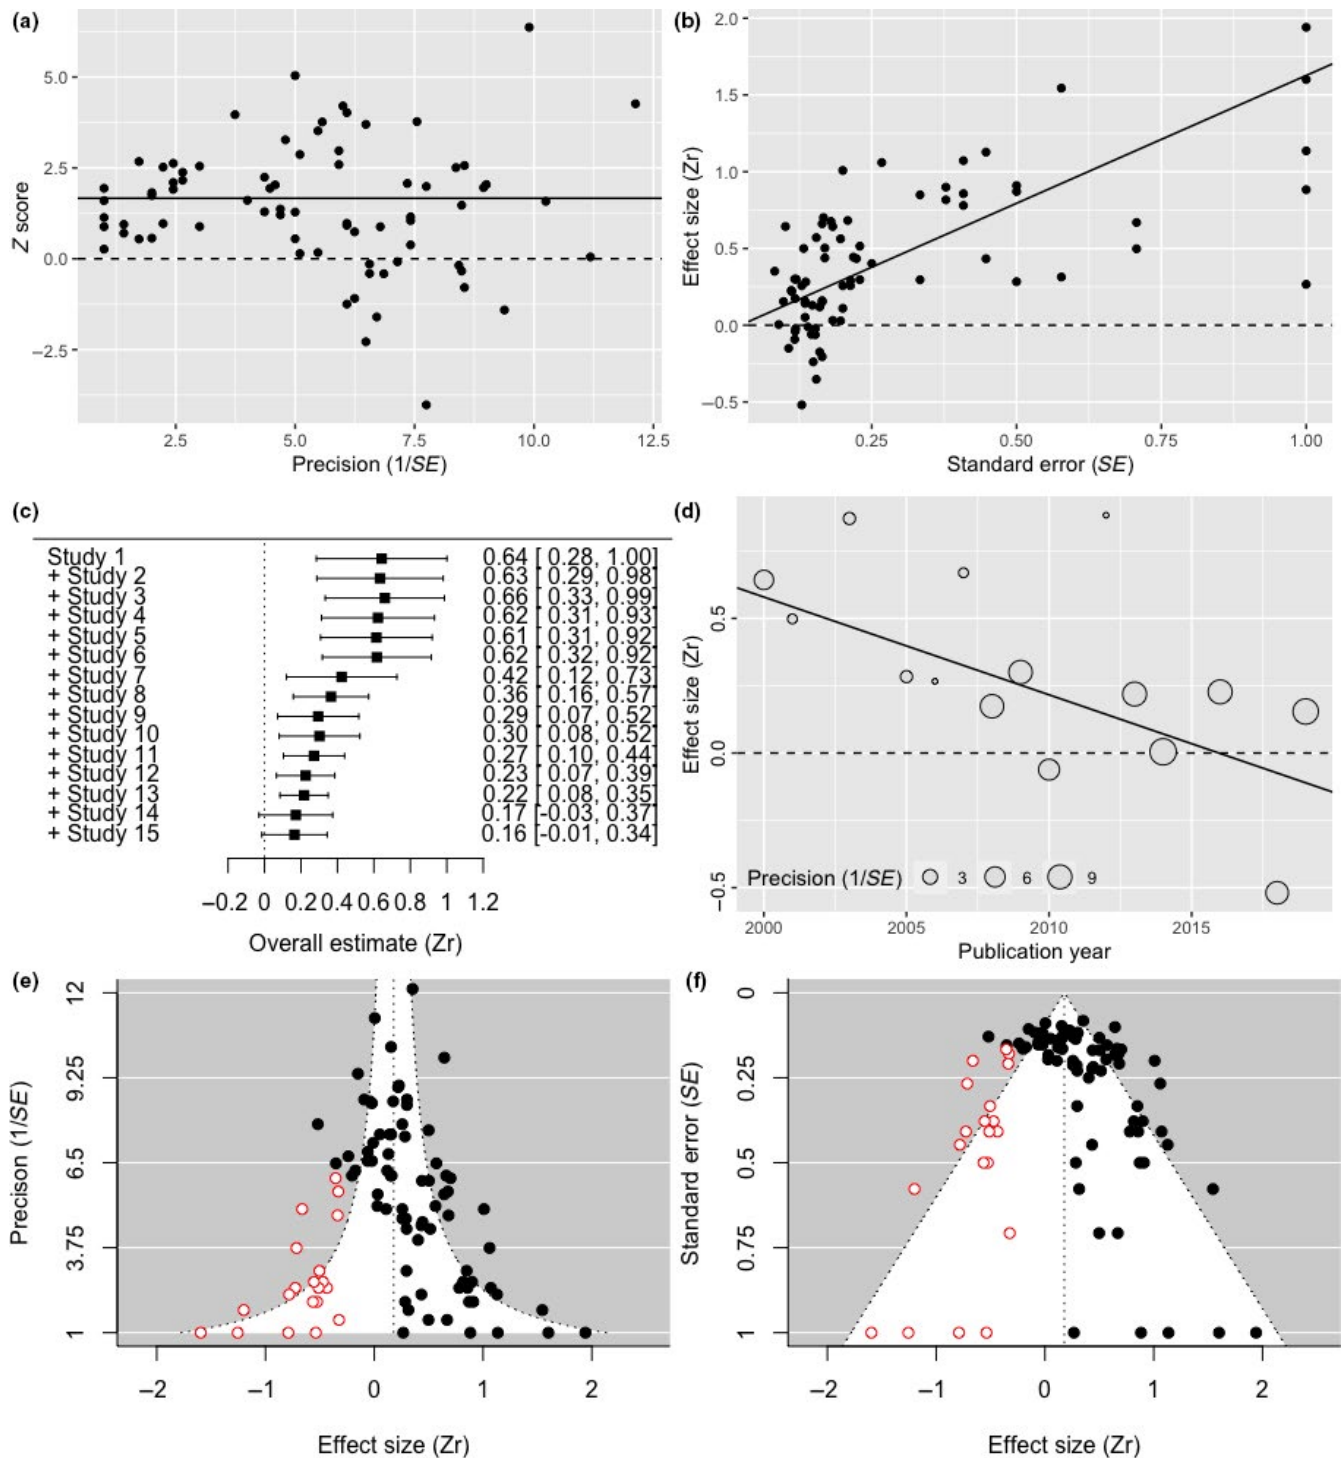 (a)
5.0
2.5
0.0
−2.5
Z score
2.5 5.0 7.5 10.0 12.5
Precision (1/SE)
(b)
2.0
1.5
1.0
0.5
0.0
−0.5
Effect size (Zr)
0.25 0.50 0.75 1.00
Standard error (SE)
(c)
Study 1 0.64 [ 0.28, 1.00]
+ Study 2 0.63 [ 0.29, 0.98]
+ Study 3 0.66 [ 0.33, 0.99]
+ Study 4 0.62 [ 0.31, 0.93]
+ Study 5 0.61 [ 0.31, 0.92]
+ Study 6 0.62 [ 0.32, 0.92]
+ Study 7 0.42 [ 0.12, 0.73]
+ Study 8 0.36 [ 0.16, 0.57]
+ Study 9 0.29 [ 0.07, 0.52]
+ Study 10 0.30 [ 0.08, 0.52]
+ Study 11 0.27 [ 0.10, 0.44]
+ Study 12 0.23 [ 0.07, 0.39]
+ Study 13 0.22 [ 0.08, 0.35]
+ Study 14 0.17 [-0.03, 0.37]
+ Study 15 0.16 [-0.01, 0.34]
−0.2 0 0.2 0.4 0.6 0.8 1 1.2
Overall estimate (Zr)
(d)
0.5
0.0
−0.5
Effect size (Zr)
Precision (1/SE) 3 6 9
2000 2005 2010 2015
Publication year
(e)
12
9.25
6.5
3.75
1
Precison (1/SE)
−2 −1 0 1 2
Effect size (Zr)
(f)
0
0.25
0.5
0.75
1
Standard error (SE)
−2 −1 0 1 2
Effect size (Zr)